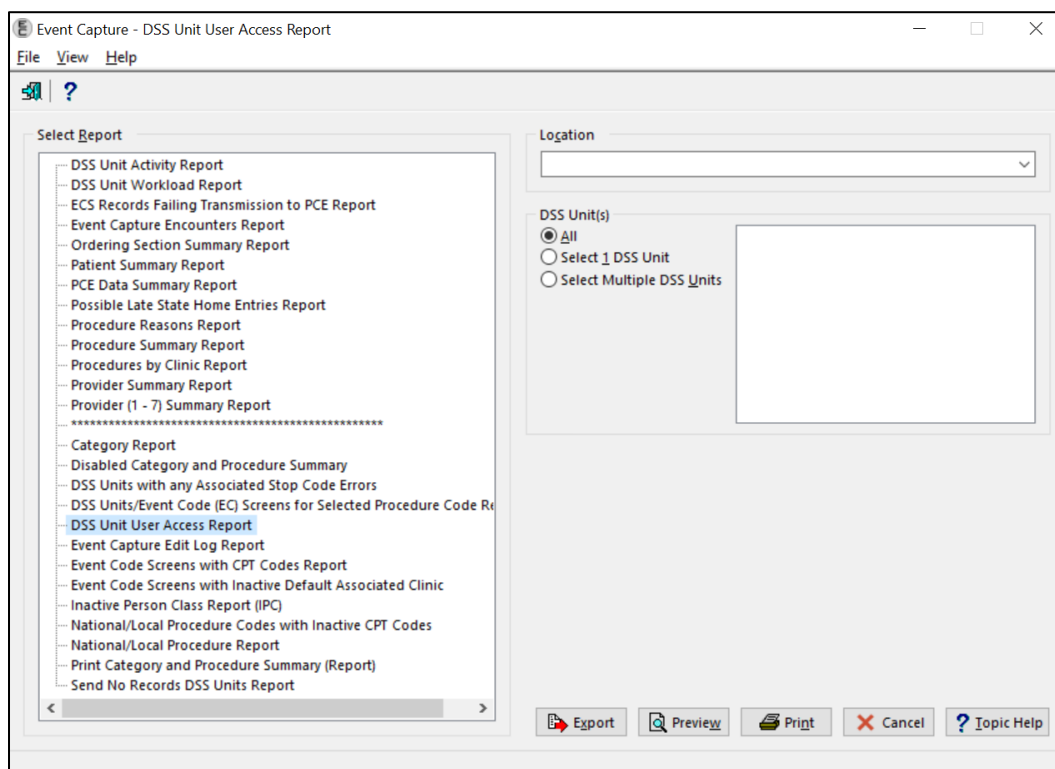 Event Capture - DSS Unit User Access Report
File View Help
Select Report
DSS Unit Activity Report
DSS Unit Workload Report
ECS Records Failing Transmission to PCE Report
Event Capture Encounters Report
Ordering Section Summary Report
Patient Summary Report
PCE Data Summary Report
Possible Late State Home Entries Report
Procedure Reasons Report
Procedure Summary Report
Procedures by Clinic Report
Provider Summary Report
Provider (1 - 7) Summary Report
**************************************************
Category Report
Disabled Category and Procedure Summary
DSS Units with any Associated Stop Code Errors
DSS Units/Event Code (EC) Screens for Selected Procedure Code Re
DSS Unit User Access Report
Event Capture Edit Log Report
Event Code Screens with CPT Codes Report
Event Code Screens with Inactive Default Associated Clinic
Inactive Person Class Report (IPC)
National/Local Procedure Codes with Inactive CPT Codes
National/Local Procedure Report
Print Category and Procedure Summary (Report)
Send No Records DSS Units Report
Location
DSS Unit(s)
All
Select 1 DSS Unit
Select Multiple DSS Units
Export Preview Print Cancel Topic Help